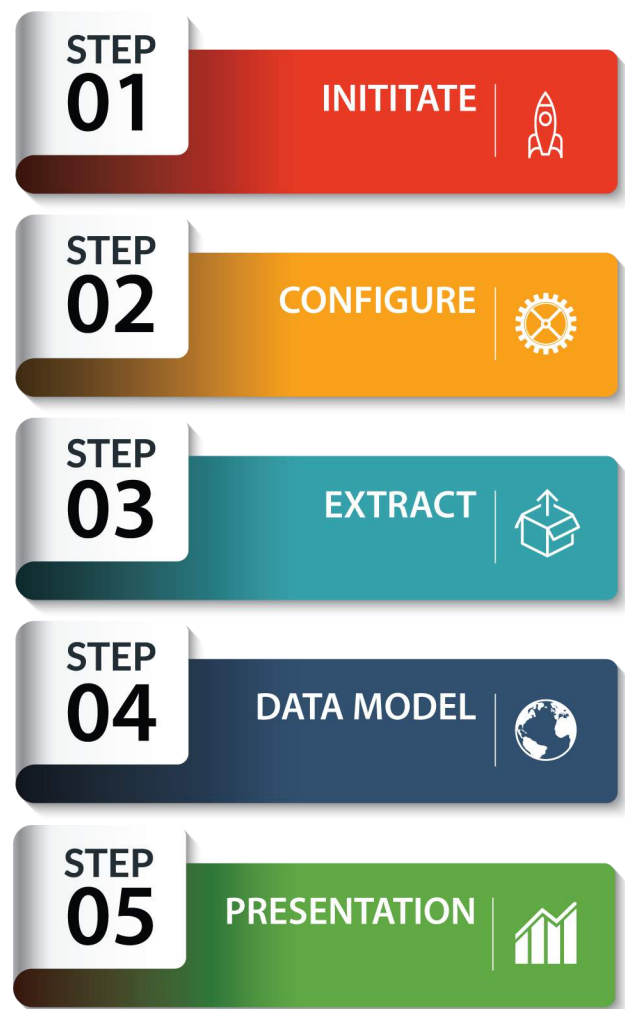 STEP
01
INITITATE
STEP
02
CONFIGURE
STEP
03
EXTRACT
STEP
04
DATA MODEL
STEP
05
PRESENTATION